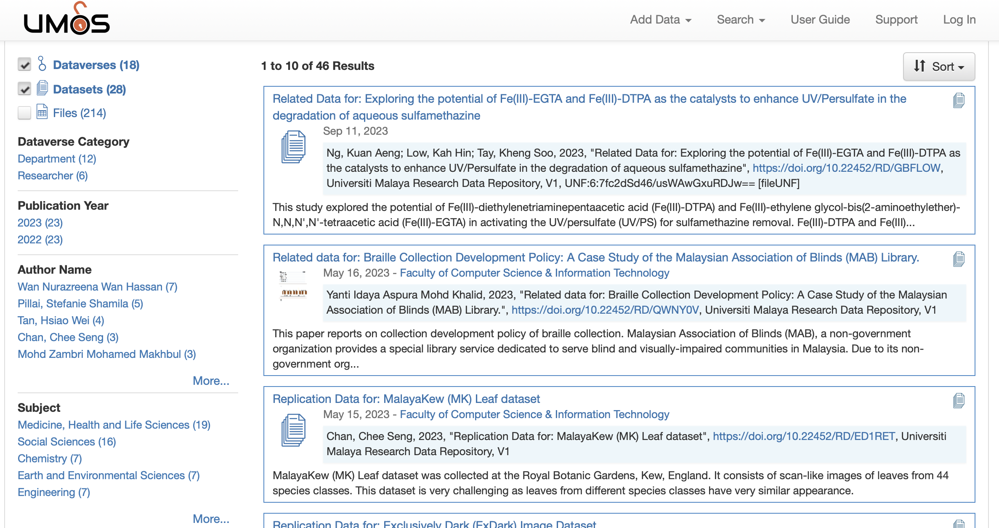 UMOS
Add Data
Search
User Guide
Support
Log In
Dataverses (18)
Datasets (28)
Files (214)
Dataverse Category
Department (12)
Researcher (6)
Publication Year
2023 (23)
2022 (23)
Author Name
Wan Nurazreena Wan Hassan (7)
Pillai, Stefanie Shamila (5)
Tan, Hsiao Wei (4)
Chan, Chee Seng (3)
Mohd Zambri Mohamed Makhbul (3)
More...
Subject
Medicine, Health and Life Sciences (19)
Social Sciences (16)
Chemistry (7)
Earth and Environmental Sciences (7)
Engineering (7)
More...
1 to 10 of 46 Results
Sort
Related Data for: Exploring the potential of Fe(III)-EGTA and Fe(III)-DTPA as the catalysts to enhance UV/Persulfate in the
degradation of aqueous sulfamethazine
Sep 11, 2023
Ng, Kuan Aeng; Low, Kah Hin; Tay, Kheng Soo, 2023, "Related Data for: Exploring the potential of Fe(III)-EGTA and Fe(III)-DTPA as
the catalysts to enhance UV/Persulfate in the degradation of aqueous sulfamethazine", https://doi.org/10.22452/RD/GBFLOW,
Universiti Malaya Research Data Repository, V1, UNF:6:7fc2dSd46/usWAwGxuRDJw== [fileUNF]
This study explored the potential of Fe(III)-diethylenetriaminepentaacetic acid (Fe(III)-DTPA) and Fe(III)-ethylene glycol-bis(2-aminoethylether)-
N,N,N',N'-tetraacetic acid (Fe(III)-EGTA) in activating the UV/persulfate (UV/PS) for sulfamethazine removal. Fe(III)-DTPA and Fe(III)...
Related data for: Braille Collection Development Policy: A Case Study of the Malaysian Association of Blinds (MAB) Library.
May 16, 2023 - Faculty of Computer Science & Information Technology
Yanti Idaya Aspura Mohd Khalid, 2023, "Related data for: Braille Collection Development Policy: A Case Study of the Malaysian
Association of Blinds (MAB) Library.", https://doi.org/10.22452/RD/QWNY0V, Universiti Malaya Research Data Repository, V1
This paper reports on collection development policy of braille collection. Malaysian Association of Blinds (MAB), a non-government
organization provides a special library service dedicated to serve blind and visually-impaired communities in Malaysia. Due to its non-
government org...
Replication Data for: MalayaKew (MK) Leaf dataset
May 15, 2023 - Faculty of Computer Science & Information Technology
Chan, Chee Seng, 2023, "Replication Data for: MalayaKew (MK) Leaf dataset", https://doi.org/10.22452/RD/ED1RET, Universiti
Malaya Research Data Repository, V1
MalayaKew (MK) Leaf dataset was collected at the Royal Botanic Gardens, Kew, England. It consists of scan-like images of leaves from 44
species classes. This dataset is very challenging as leaves from different species classes have very similar appearance.
Replication Data for: Exclusively Dark (ExDark) Image Dataset